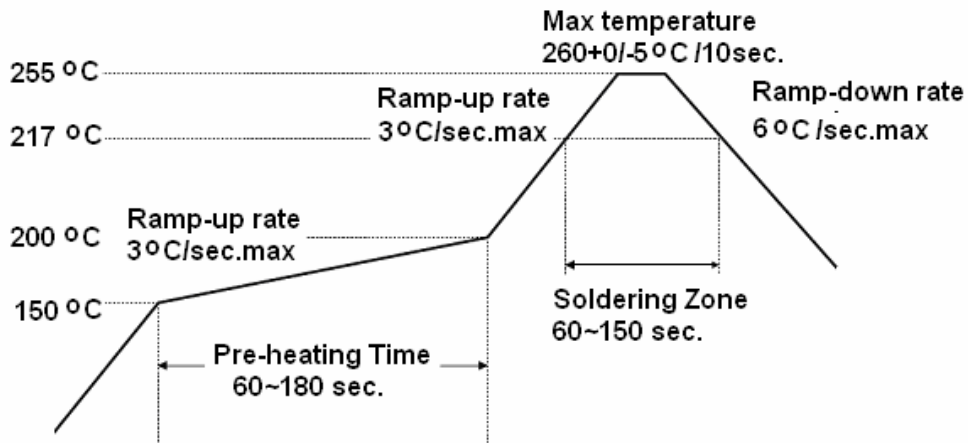 Max temperature
260+0/-5°C /10sec.
255 °C
Ramp-up rate
3°C/sec.max
Ramp-down rate
6°C/sec.max
217 °C
Ramp-up rate
3°C/sec.max
200 °C
150 °C
Soldering Zone
60~150 sec.
Pre-heating Time
60~180 sec.